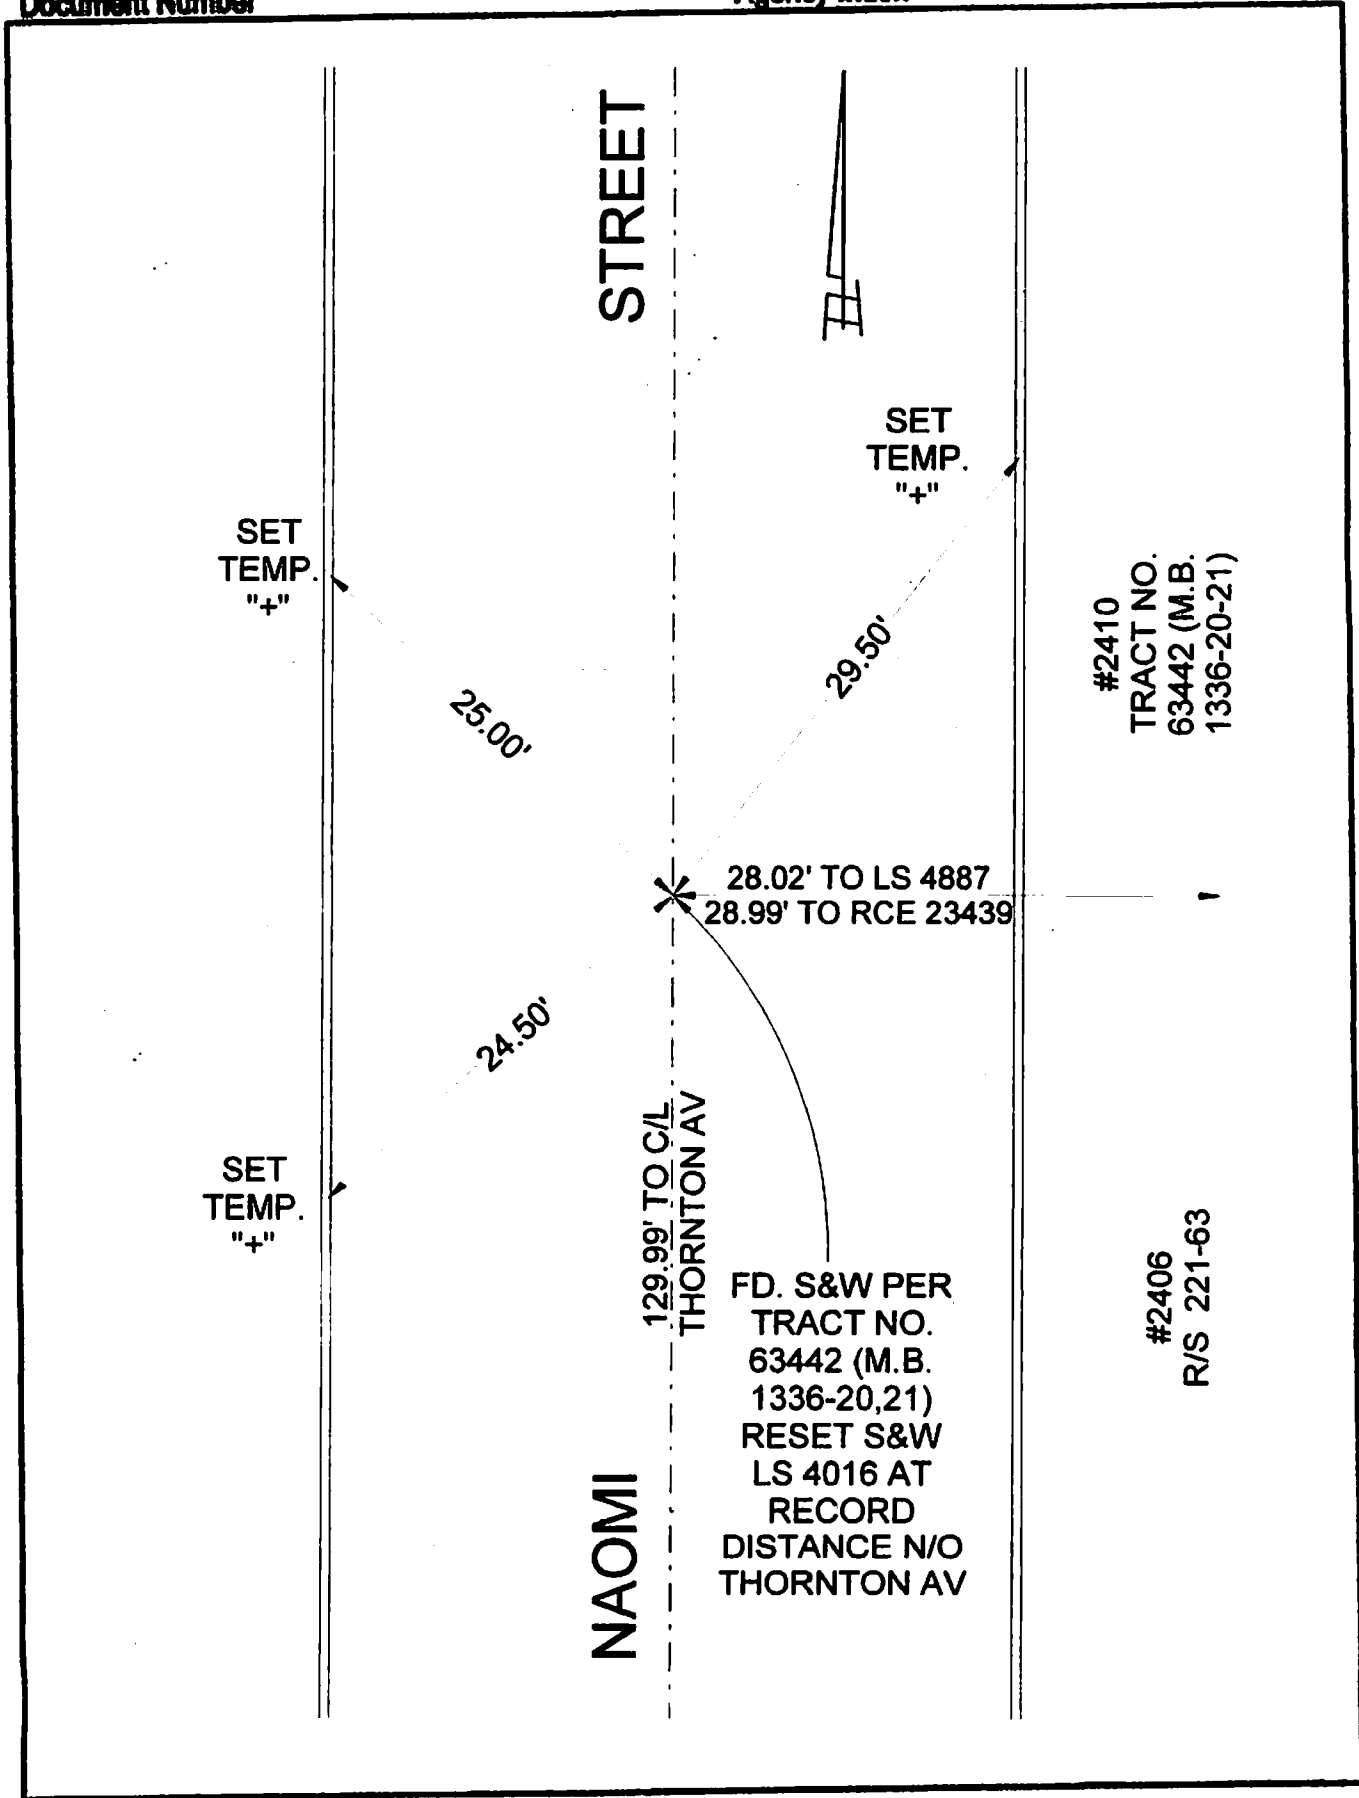 Document Number
STREET
SET
TEMP.
"+"
SET
TEMP.
"+"
#2410
TRACT NO.
63442 (M.B.
1336-20-21)
29.50'
25.00'
28.02' TO LS 4887
28.99' TO RCE 23439
24.50'
129.99' TO C/L
THORNTON AV
SET
TEMP.
"+"
#2406
R/S 221-63
FD. S&W PER
TRACT NO.
63442 (M.B.
1336-20,21)
RESET S&W
LS 4016 AT
RECORD
DISTANCE N/O
THORNTON AV
NAOMI